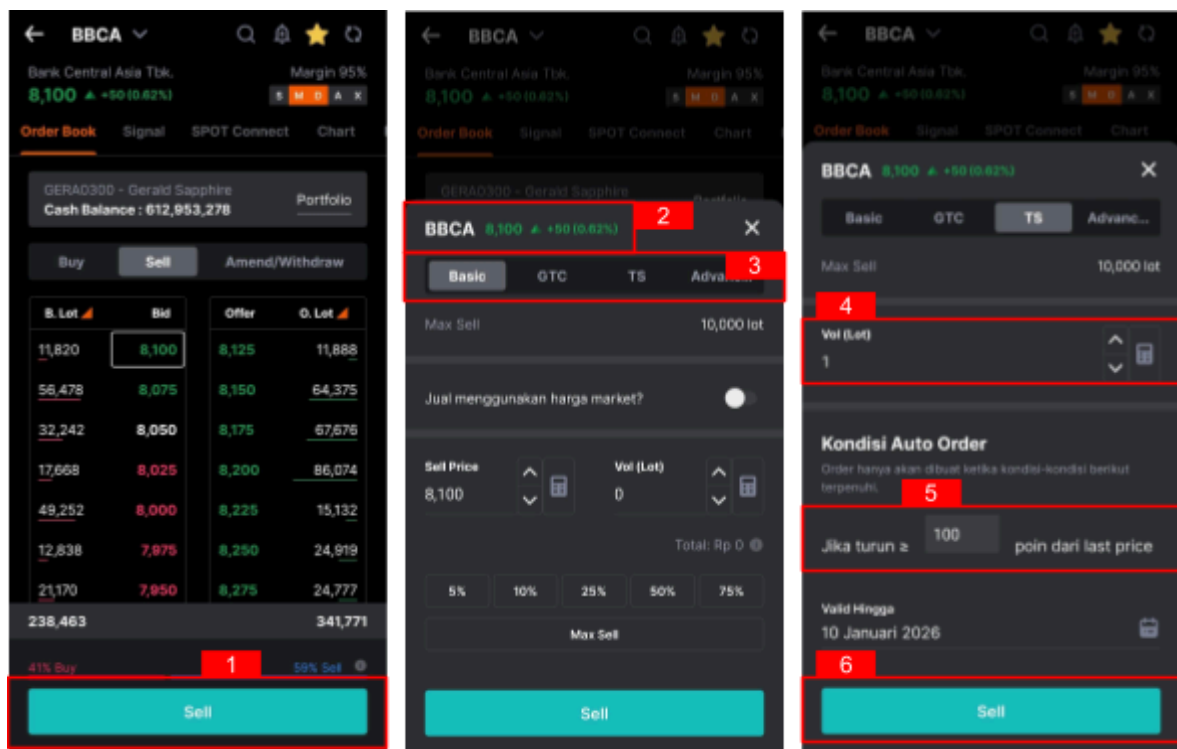 BBCA
Bank Central Asia Tbk.
Margin 95%
8,100 +50 (0.62%)
S M D A X
Order Book Signal SPOT Connect Chart
GERAD300 - Gerald Sapphire
Cash Balance : 612,953,278
Portfolio
Buy Sell Amend/Withdraw
B. Lot Bid Offer O. Lot
11,820 8,100 8,125 11,888
56,478 8,075 8,150 64,375
32,242 8,050 8,175 67,676
17,668 8,025 8,200 86,074
49,252 8,000 8,225 15,132
12,838 7,975 8,250 24,919
21,170 7,950 8,275 24,777
238,463 341,771
41% Buy 59% Sell
1
Sell
BBCA
Bank Central Asia Tbk.
Margin 95%
8,100 +50 (0.62%)
S M D A X
Order Book Signal SPOT Connect Chart
GERAD300 - Gerald Sapphire
Portfolio
2
BBCA 8,100 +50 (0.62%)
3
Basic GTC TS Advanc...
Max Sell 10,000 lot
Jual menggunakan harga market?
Sell Price Vol (Lot)
8,100 0
Total: Rp 0
5% 10% 25% 50% 75%
Max Sell
Sell
BBCA
Bank Central Asia Tbk.
Margin 95%
8,100 +50 (0.62%)
S M D A X
Order Book Signal SPOT Connect Chart
BBCA 8,100 +50 (0.62%)
Basic GTC TS Advanc...
Max Sell 10,000 lot
4
Vol (Lot)
1
Kondisi Auto Order
Order hanya akan dibuat ketika kondisi-kondisi berikut
terpenuhi.
5
Jika turun ≥ 100 poin dari last price
Valid Hingga
10 Januari 2026
6
Sell